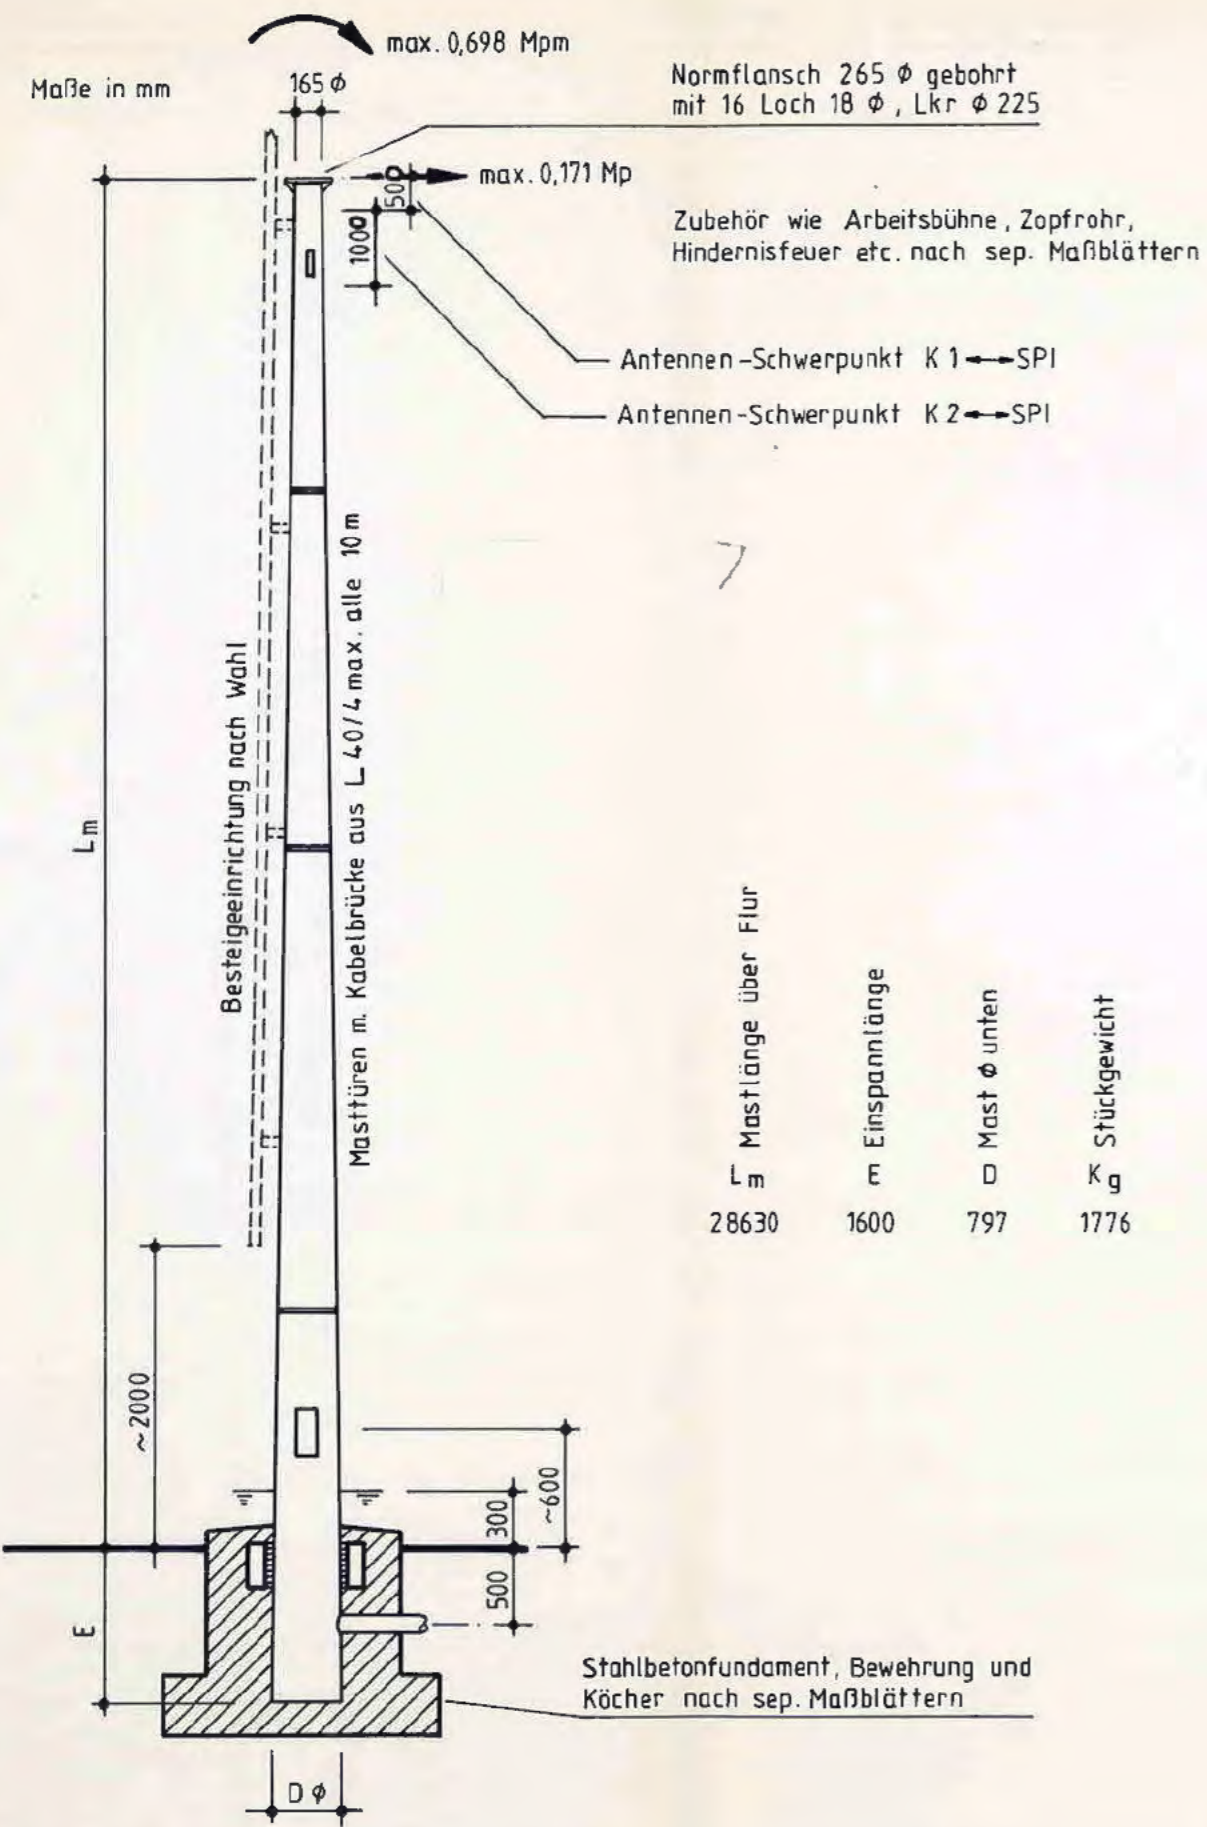 max. 0,698 Mpm
Maße in mm
165 ϕ
Normflansch 265 ϕ gebohrt
mit 16 Loch 18 ϕ , Lkr ϕ 225
max. 0,171 Mp
500
1000
Zubehör wie Arbeitsbühne, Zopfrohr,
Hindernisfeuer etc. nach sep. Maßblättern
Antennen-Schwerpunkt K 1 ↔ SPI
Antennen-Schwerpunkt K 2 ↔ SPI
7
Besteigeeinrichtung nach Wahl
Masttüren m. Kabelbrücke aus L 40/4 max. alle 10 m
Lm
Lm Mastlänge über Flur
E Einspannlänge
D Mast ϕ unten
Kg Stückgewicht
28630 1600 797 1776
~2000
300
~600
500
E
Stahlbetonfundament, Bewehrung und
Köcher nach sep. Maßblättern
D ϕ